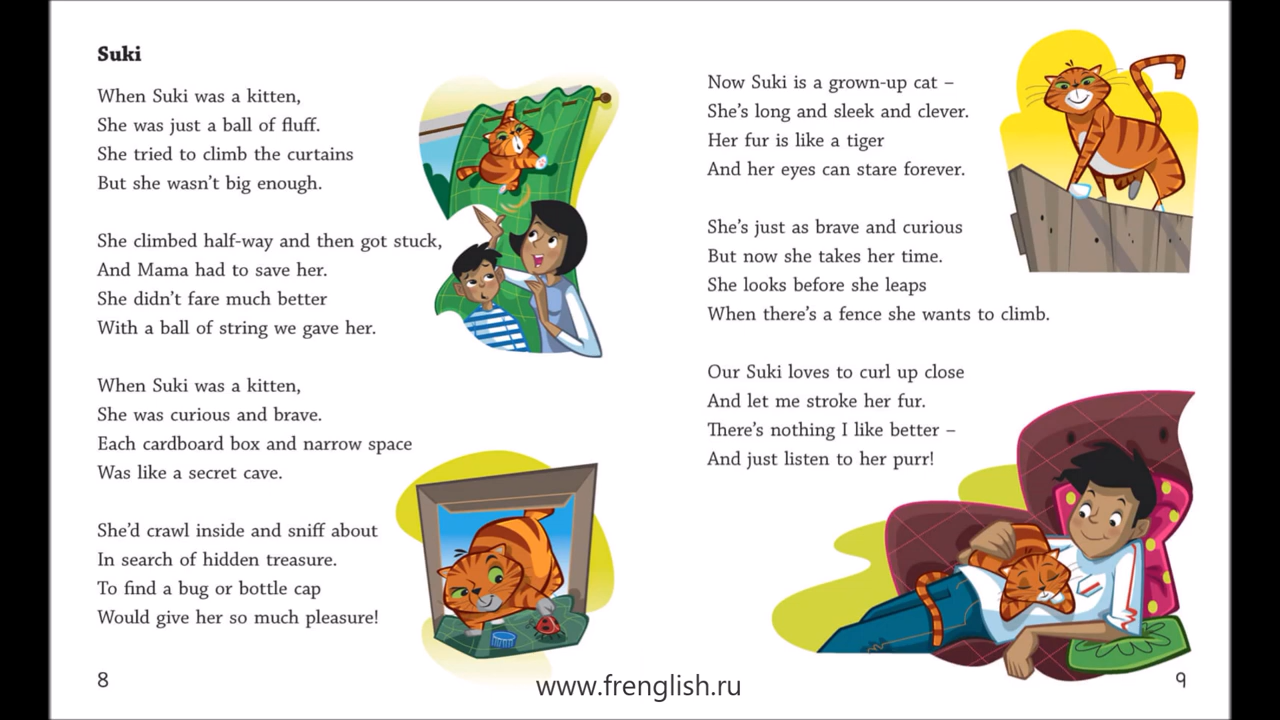 Suki
When Suki was a kitten,
She was just a ball of fluff.
She tried to climb the curtains
But she wasn't big enough.
She climbed half-way and then got stuck,
And Mama had to save her.
She didn't fare much better
With a ball of string we gave her.
When Suki was a kitten,
She was curious and brave.
Each cardboard box and narrow space
Was like a secret cave.
She'd crawl inside and sniff about
In search of hidden treasure.
To find a bug or bottle cap
Would give her so much pleasure!
8
Now Suki is a grown-up cat –
She's long and sleek and clever.
Her fur is like a tiger
And her eyes can stare forever.
She's just as brave and curious
But now she takes her time.
She looks before she leaps
When there's a fence she wants to climb.
Our Suki loves to curl up close
And let me stroke her fur.
There's nothing I like better –
And just listen to her purr!
9
www.frenglish.ru